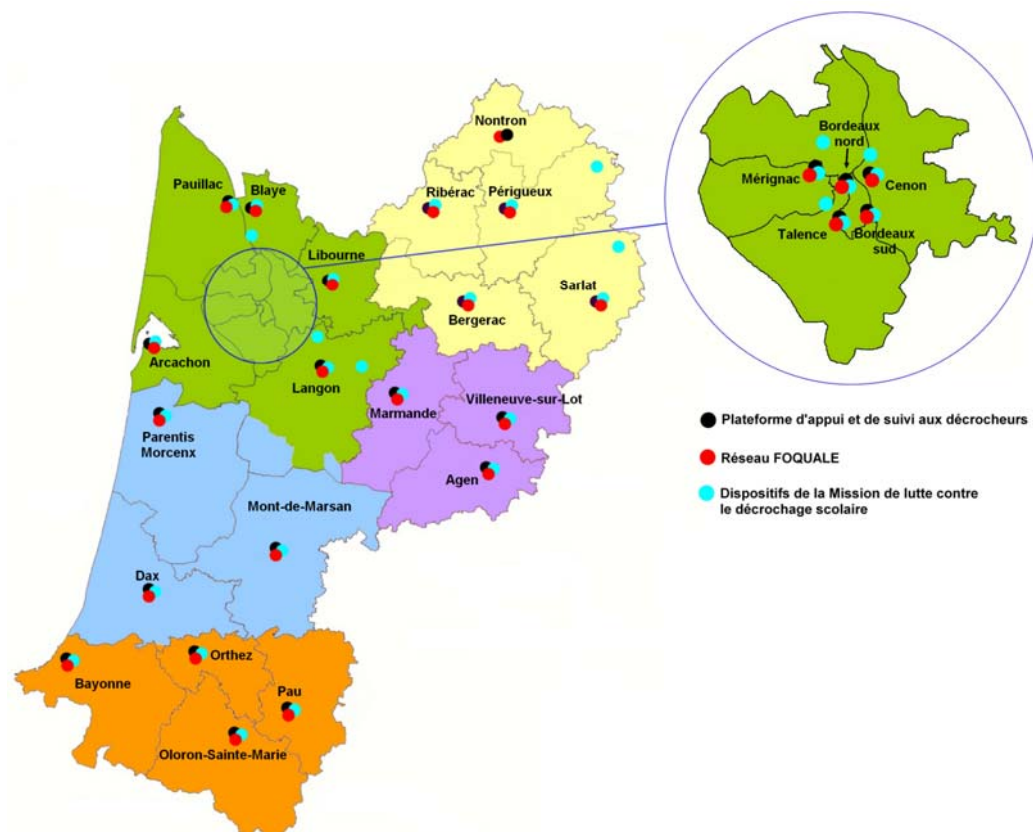 Nontron
Bordeaux
nord
Pauillac
Blaye
Ribérac
Périgueux
Mérignac
Cenon
Talence
Bordeaux
sud
Libourne
Sarlat
Bergerac
Arcachon
Langon
Marmande
Villeneuve-sur-Lot
Parentis
Morcenx
Agen
Mont-de-Marsan
Dax
Orthez
Bayonne
Pau
Oloron-Sainte-Marie
Plateforme d'appui et de suivi aux décrocheurs
Réseau FOQUALE
Dispositifs de la Mission de lutte contre
le décrochage scolaire